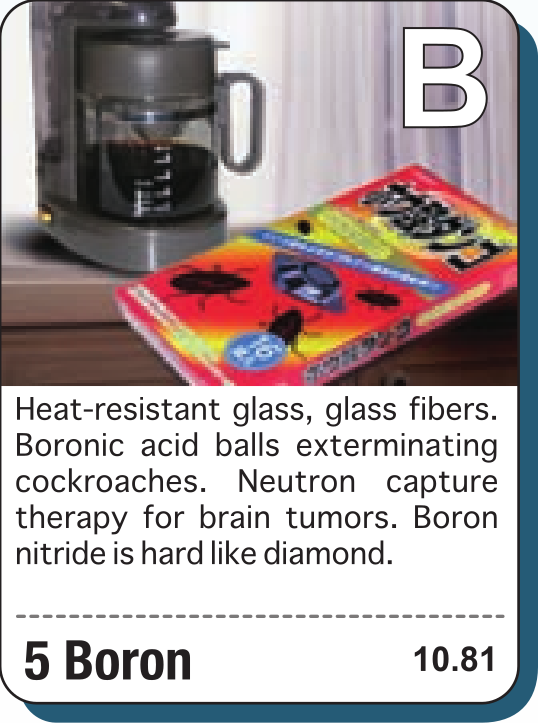 B
Heat-resistant glass, glass fibers.
Boronic acid balls exterminating
cockroaches. Neutron capture
therapy for brain tumors. Boron
nitride is hard like diamond.
5 Boron
10.81